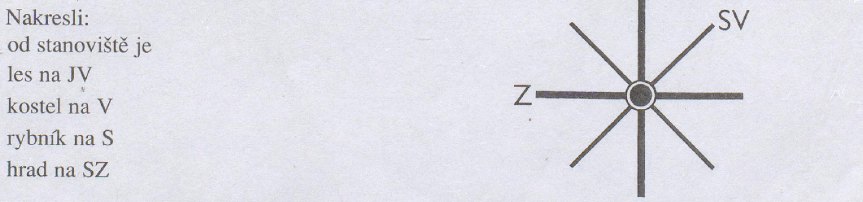 Nakresli:
od stanoviště je
les na JV
kostel na V
rybník na S
hrad na SZ
SV
Z